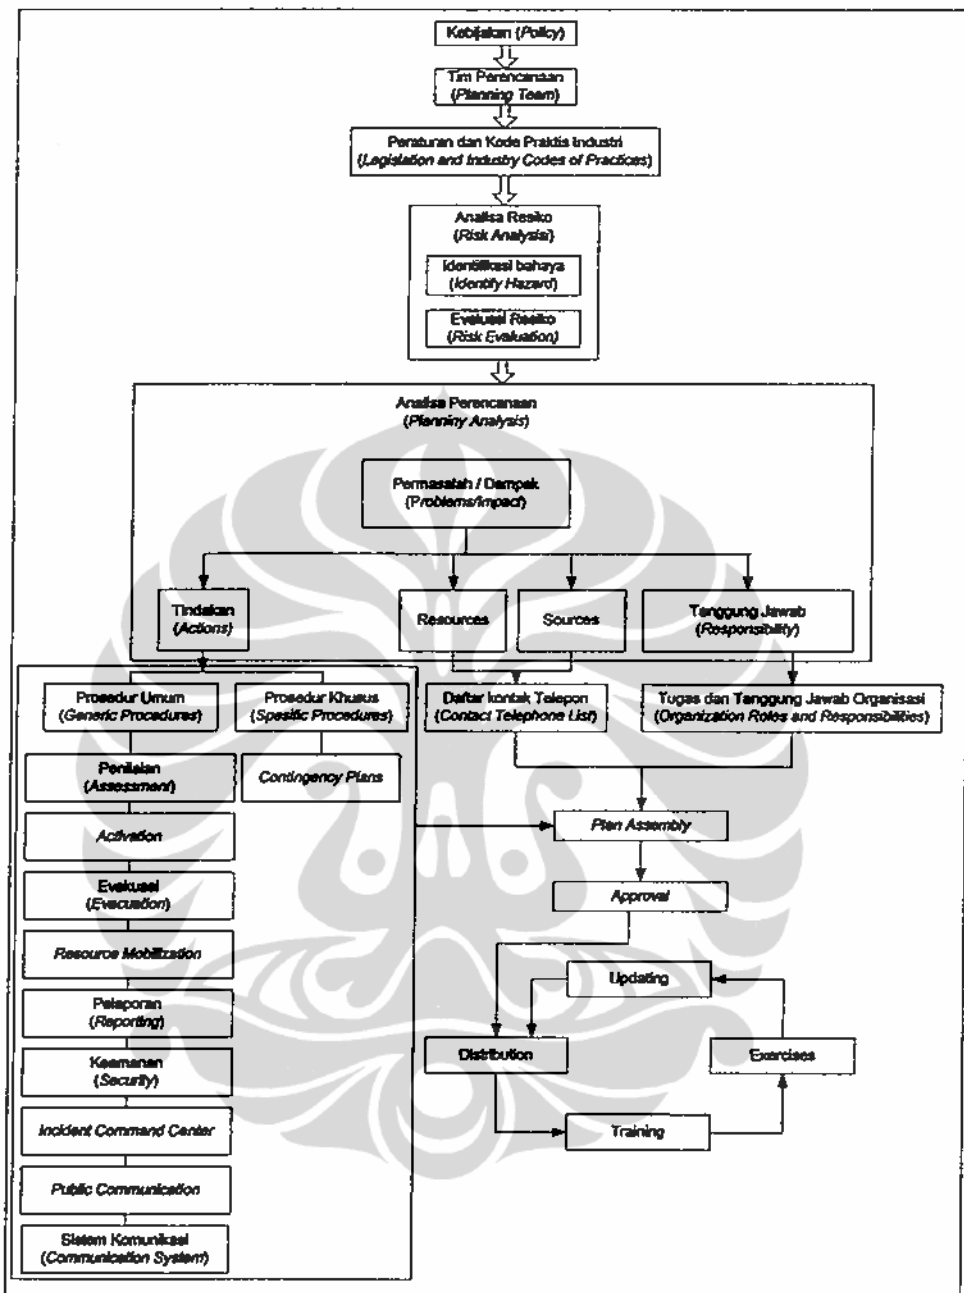 Kebijakan (Policy)
Tim Perencanaan
(Planning Team)
Peraturan dan Kode Praktis Industri
(Legislation and Industry Codes of Practices)
Analisa Resiko
(Risk Analysis)
Identifikasi bahaya
(Identify Hazard)
Evaluasi Resiko
(Risk Evaluation)
Analisa Perencanaan
(Planniny Analysis)
Permasalah / Dampak
(Problems/Impact)
Tindakan
(Actions)
Resources
Sources
Tanggung Jawab
(Responsibility)
Prosedur Umum
(Generic Procedures)
Prosedur Khusus
(Spesific Procedures)
Daftar kontak Telepon
(Contact Telephone List)
Tugas dan Tanggung Jawab Organisasi
(Organization Roles and Responsibilities)
Penilaian
(Assessment)
Contingency Plans
Activation
Plan Assembly
Evakuasi
(Evacuation)
Approval
Resource Mobilization
Updating
Pelaporan
(Reporting)
Distribution
Exercises
Keamanan
(Security)
Incident Command Center
Training
Public Communication
Sistem Komunikasi
(Communication System)